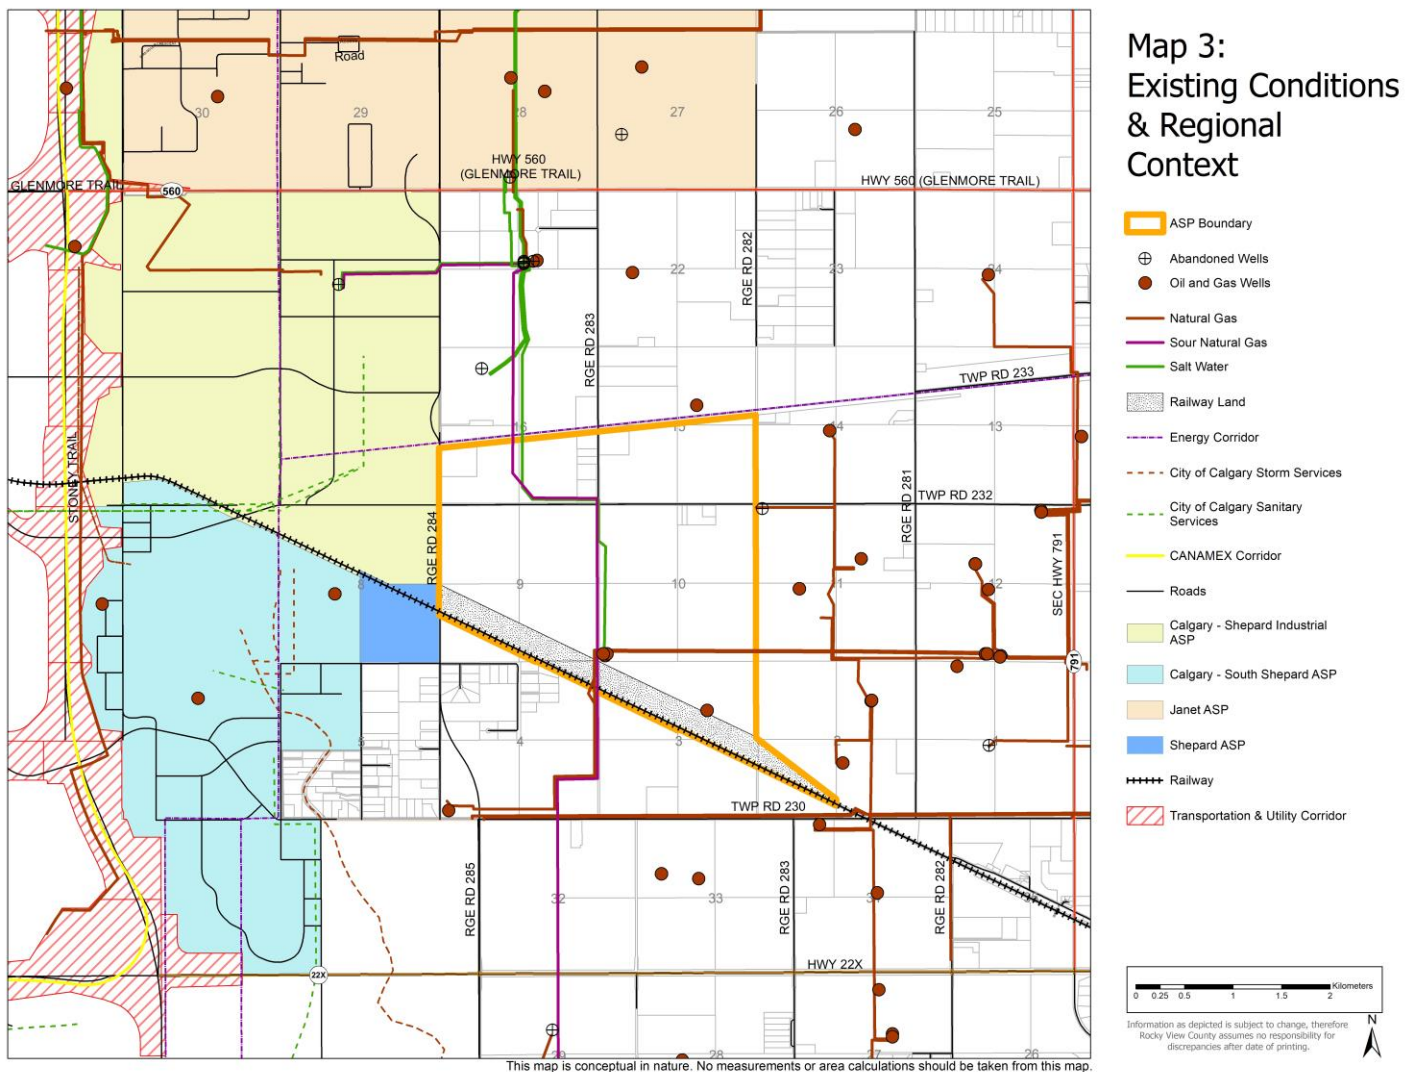 Map 3:
Existing Conditions
& Regional
Context
ASP Boundary
Abandoned Wells
Oil and Gas Wells
Natural Gas
Sour Natural Gas
Salt Water
Railway Land
Energy Corridor
City of Calgary Storm Services
City of Calgary Sanitary
Services
CANAMEX Corridor
Roads
Calgary - Shepard Industrial
ASP
Calgary - South Shepard ASP
Janet ASP
Shepard ASP
Railway
Transportation & Utility Corridor
0 0.25 0.5 1 1.5 2 Kilometers
Information as depicted is subject to change, therefore
Rocky View County assumes no responsibility for
discrepancies after date of printing.
N
Road
30
29
28
27
26
25
HWY 560
(GLENMORE TRAIL)
GLENMORE TRAIL
560
HWY 560 (GLENMORE TRAIL)
RGE RD 282
22
23
24
RGE RD 283
TWP RD 233
16
15
14
13
STONEY TRAIL
RGE RD 281
TWP RD 232
RGE RD 284
SEC HWY 791
8
9
10
11
12
791
5
4
3
2
1
TWP RD 230
RGE RD 285
RGE RD 283
RGE RD 282
32
33
HWY 22X
22X
29
28
27
26
This map is conceptual in nature. No measurements or area calculations should be taken from this map.